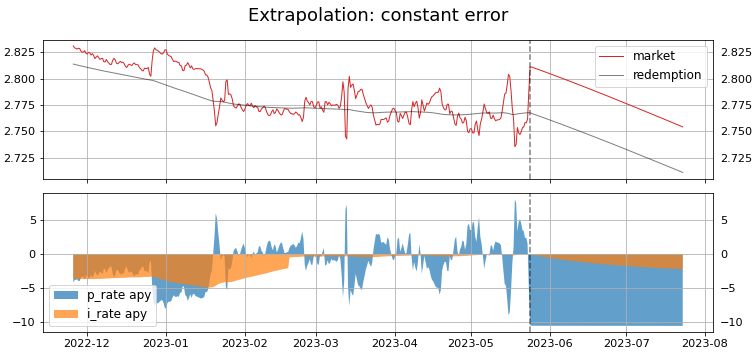 Extrapolation: constant error
2.825 2.825
2.800 2.800
2.775 2.775
2.750 2.750
2.725 2.725
market
redemption
5 5
0 0
−5 −5
−10 −10
p_rate apy
i_rate apy
2022-12 2023-01 2023-02 2023-03 2023-04 2023-05 2023-06 2023-07 2023-08